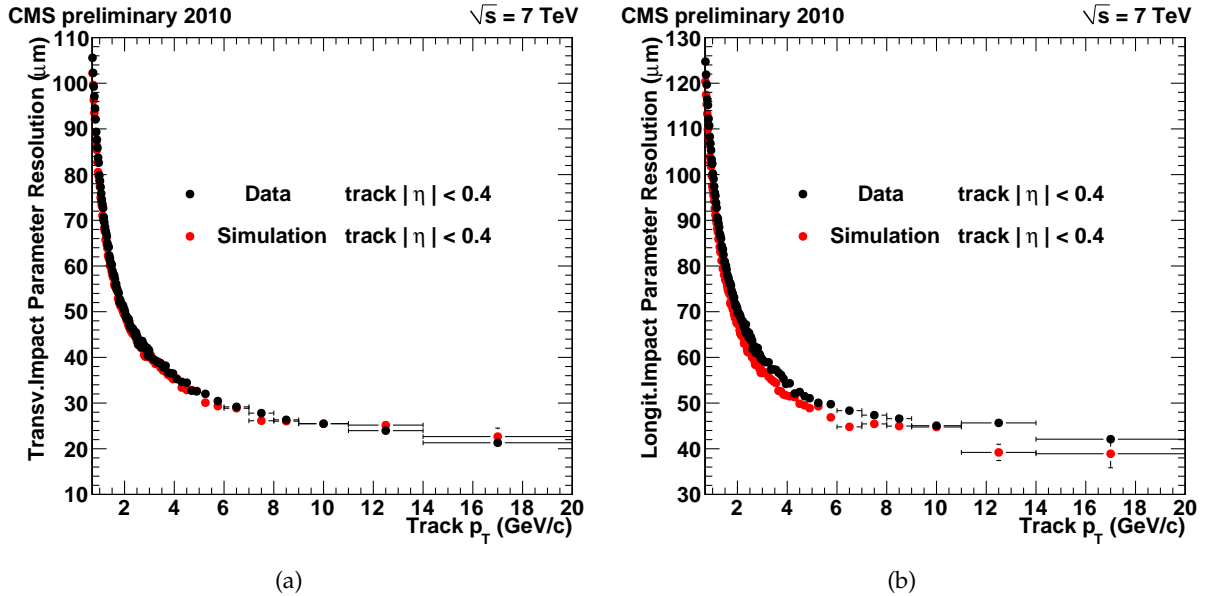 CMS preliminary 2010 √s = 7 TeV
Transv.Impact Parameter Resolution (μm)
110
100
90
80
70
60
50
40
30
20
10
Data track | η | < 0.4
Simulation track | η | < 0.4
2 4 6 8 10 12 14 16 18 20
Track p_T (GeV/c)
(a)
CMS preliminary 2010 √s = 7 TeV
Longit.Impact Parameter Resolution (μm)
130
120
110
100
90
80
70
60
50
40
30
Data track | η | < 0.4
Simulation track | η | < 0.4
2 4 6 8 10 12 14 16 18 20
Track p_T (GeV/c)
(b)